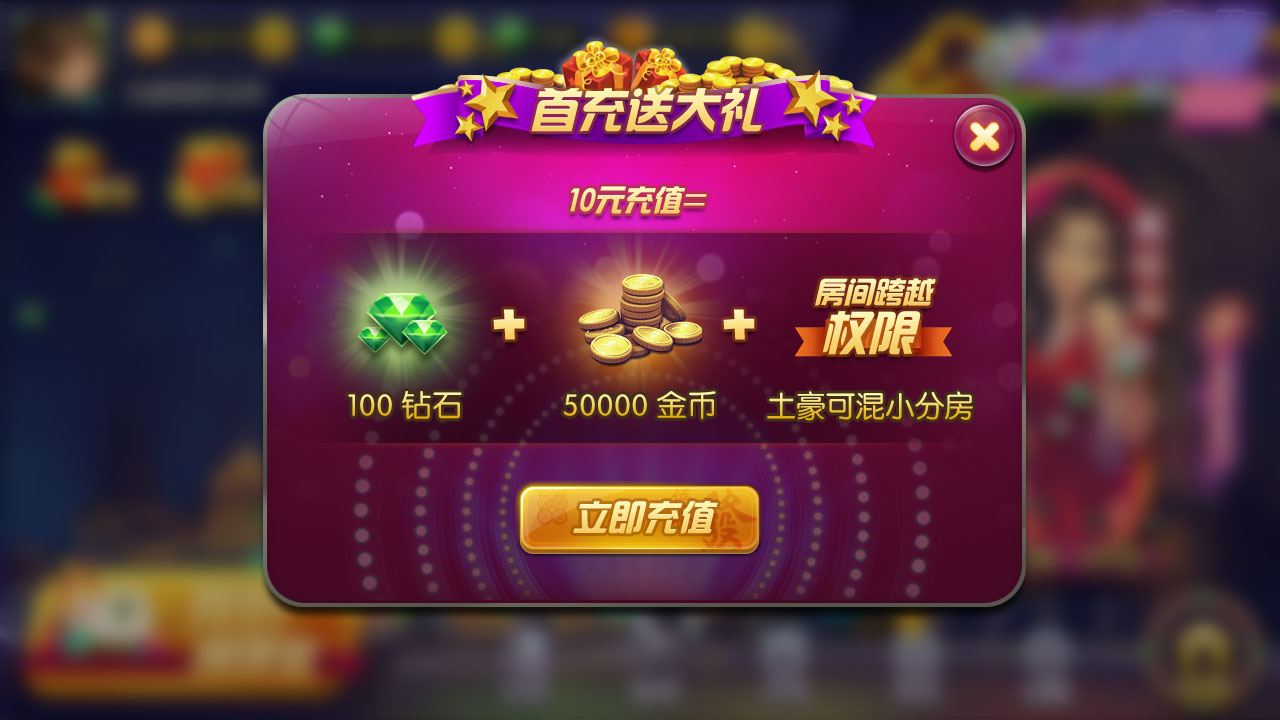 首充送大礼
10元充值=
房间跨越
权限
100 钻石
50000 金币
土豪可混小分房
立即充值